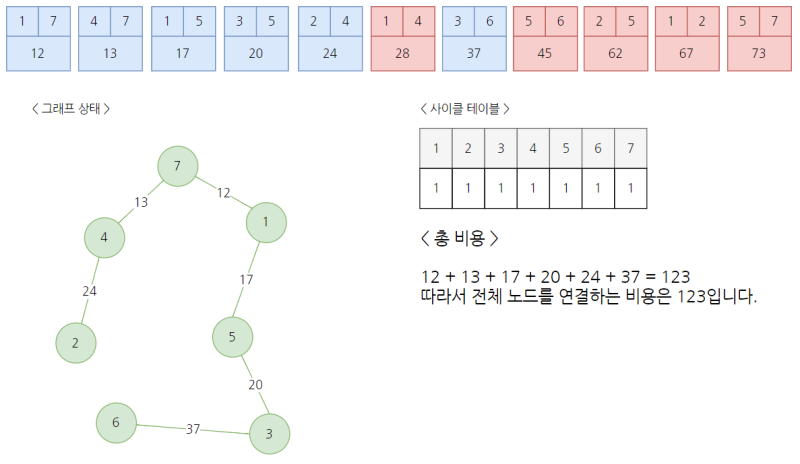 1 7 4 7 1 5 3 5 2 4 1 4 3 6 5 6 2 5 1 2 5 7
12 13 17 20 24 28 37 45 62 67 73
< 그래프 상태 >
7
12
13
1
4
17
24
2
5
20
6
37
3
< 사이클 테이블 >
1 2 3 4 5 6 7
1 1 1 1 1 1 1
< 총 비용 >
12 + 13 + 17 + 20 + 24 + 37 = 123
따라서 전체 노드를 연결하는 비용은 123입니다.